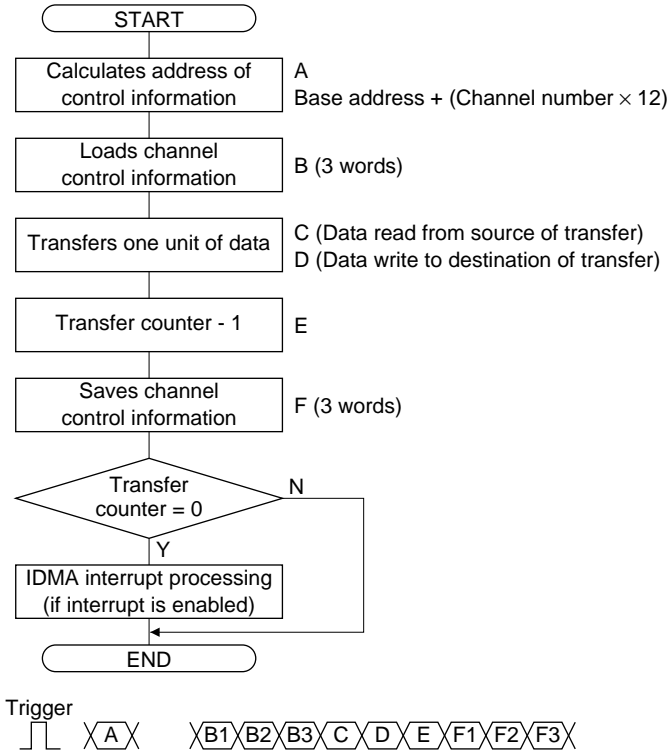 START
Calculates address of
control information
A
Base address + (Channel number × 12)
Loads channel
control information
B (3 words)
Transfers one unit of data
C (Data read from source of transfer)
D (Data write to destination of transfer)
Transfer counter - 1
E
Saves channel
control information
F (3 words)
Transfer
counter = 0
N
Y
IDMA interrupt processing
(if interrupt is enabled)
END
Trigger
A B1 B2 B3 C D E F1 F2 F3